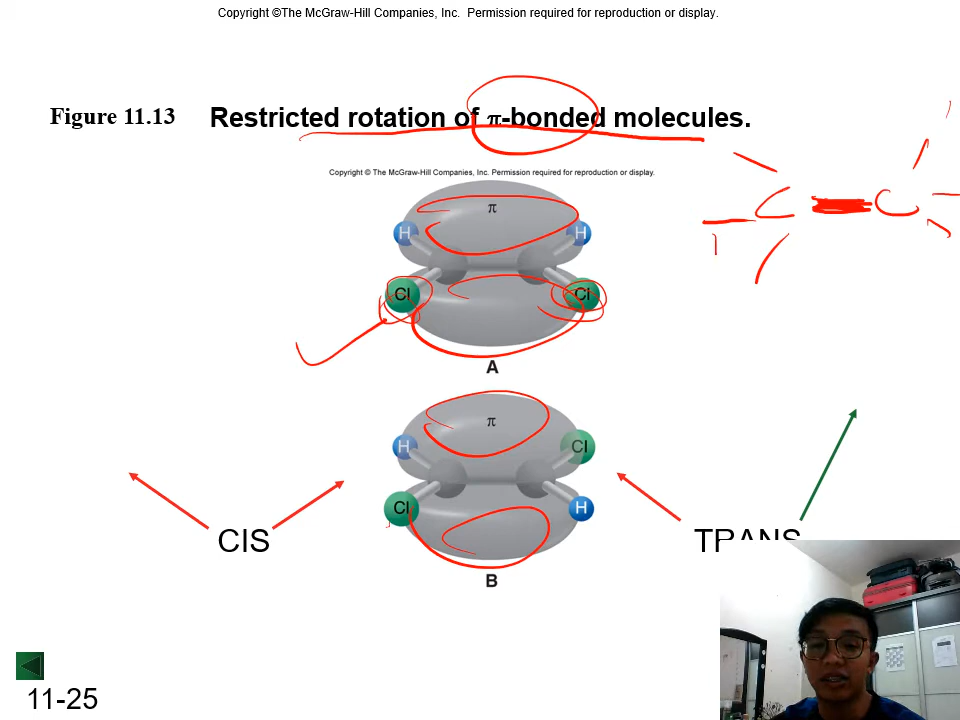 Copyright ©The McGraw-Hill Companies, Inc. Permission required for reproduction or display.
Figure 11.13 Restricted rotation of π-bonded molecules.
Copyright © The McGraw-Hill Companies, Inc. Permission required for reproduction or display.
C C
π
H H
Cl Cl
A
π
H Cl
Cl H
CIS TRANS
B
11-25